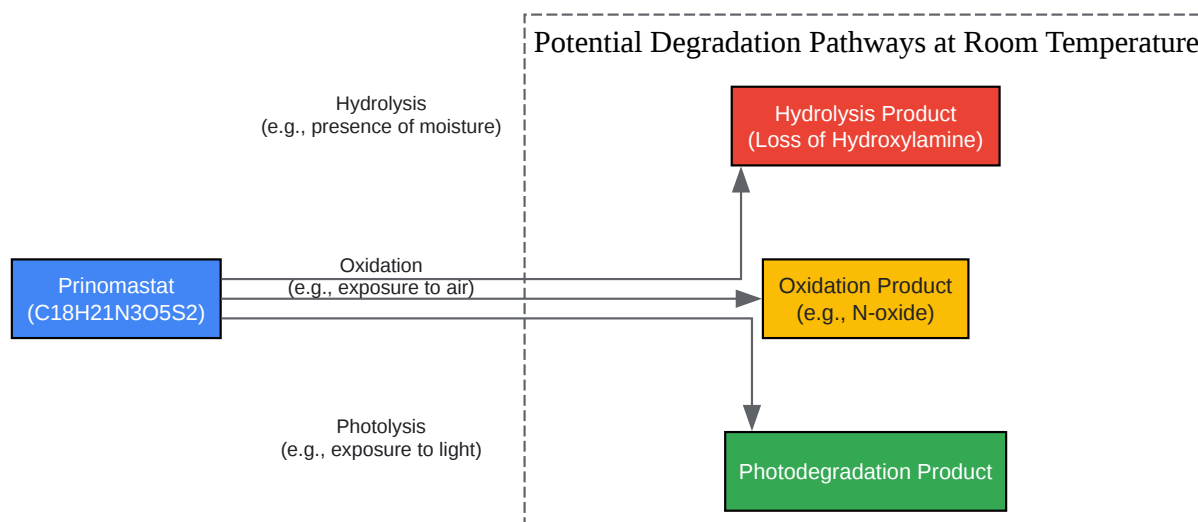 Potential Degradation Pathways at Room Temperature
Hydrolysis
(e.g., presence of moisture)
Hydrolysis Product
(Loss of Hydroxylamine)
Prinomastat
(C18H21N3O5S2)
Oxidation
(e.g., exposure to air)
Oxidation Product
(e.g., N-oxide)
Photolysis
(e.g., exposure to light)
Photodegradation Product